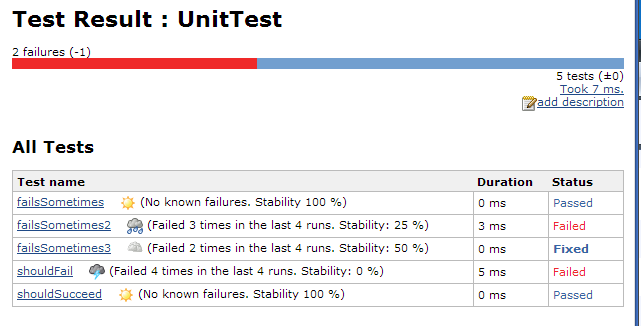 Test Result : UnitTest
2 failures (-1)
5 tests (±0)
Took 7 ms.
add description
All Tests
Test name Duration Status
failsSometimes (No known failures. Stability 100 %) 0 ms Passed
failsSometimes2 (Failed 3 times in the last 4 runs. Stability: 25 %) 3 ms Failed
failsSometimes3 (Failed 2 times in the last 4 runs. Stability: 50 %) 0 ms Fixed
shouldFail (Failed 4 times in the last 4 runs. Stability: 0 %) 5 ms Failed
shouldSucceed (No known failures. Stability 100 %) 0 ms Passed